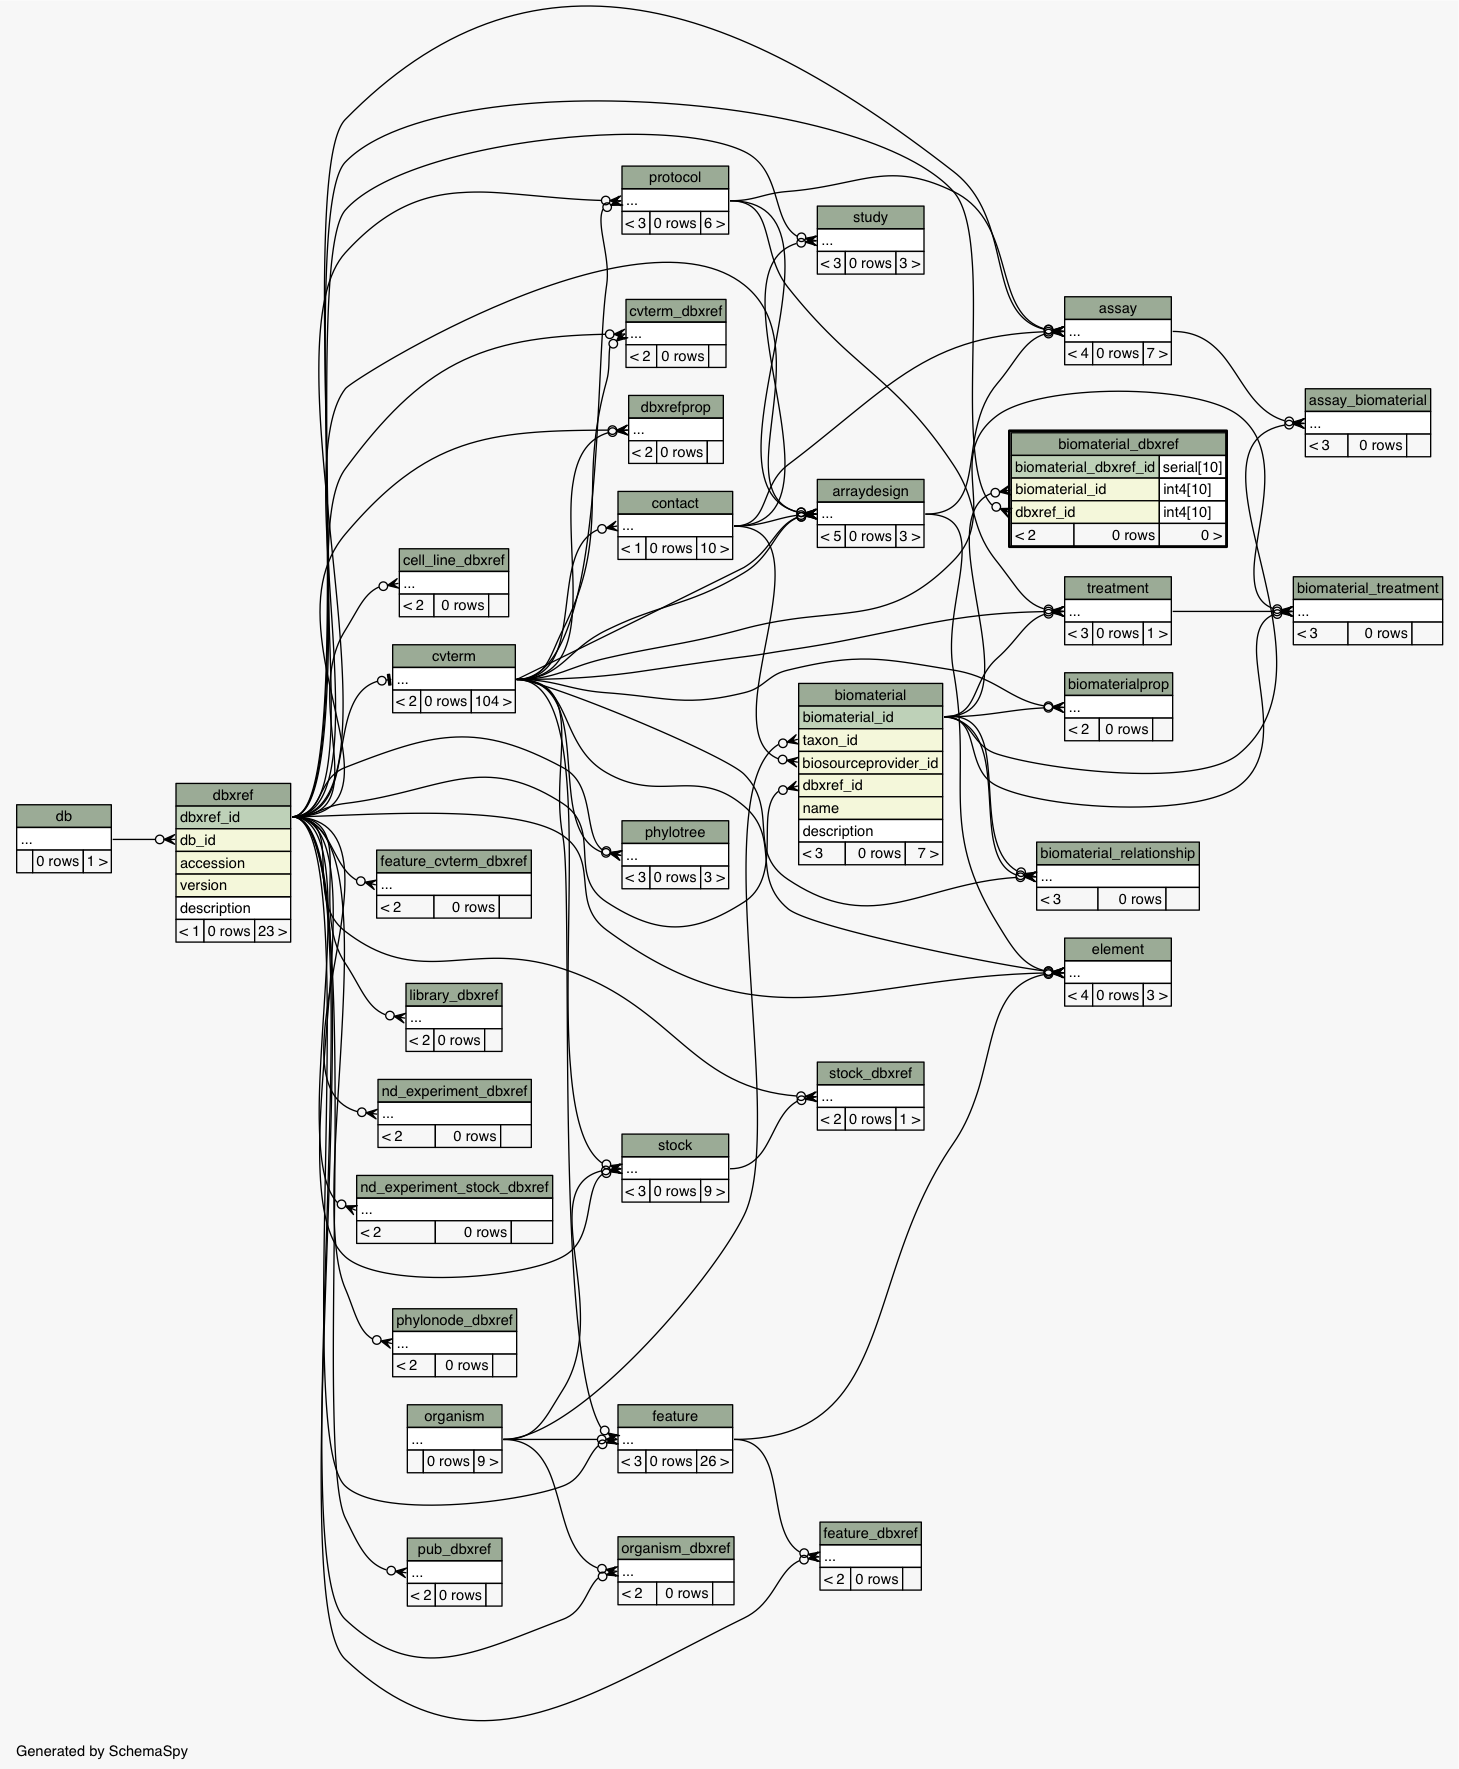 protocol
...
< 3 0 rows 6 >
study
...
< 3 0 rows 3 >
cvterm_dbxref
...
< 2 0 rows
assay
...
< 4 0 rows 7 >
dbxrefprop
...
< 2 0 rows
assay_biomaterial
...
< 3 0 rows
biomaterial_dbxref
biomaterial_dbxref_id serial[10]
biomaterial_id int4[10]
dbxref_id int4[10]
< 2 0 rows 0 >
contact
...
< 1 0 rows 10 >
arraydesign
...
< 5 0 rows 3 >
cell_line_dbxref
...
< 2 0 rows
treatment
...
< 3 0 rows 1 >
biomaterial_treatment
...
< 3 0 rows
cvterm
...
< 2 0 rows 104 >
biomaterialprop
...
< 2 0 rows
biomaterial
biomaterial_id
taxon_id
biosourceprovider_id
dbxref_id
name
description
< 3 0 rows 7 >
db
...
0 rows 1 >
dbxref
dbxref_id
db_id
accession
version
description
< 1 0 rows 23 >
phylotree
...
< 3 0 rows 3 >
feature_cvterm_dbxref
...
< 2 0 rows
biomaterial_relationship
...
< 3 0 rows
element
...
< 4 0 rows 3 >
library_dbxref
...
< 2 0 rows
stock_dbxref
...
< 2 0 rows 1 >
nd_experiment_dbxref
...
< 2 0 rows
stock
...
< 3 0 rows 9 >
nd_experiment_stock_dbxref
...
< 2 0 rows
phylonode_dbxref
...
< 2 0 rows
organism
...
0 rows 9 >
feature
...
< 3 0 rows 26 >
pub_dbxref
...
< 2 0 rows
organism_dbxref
...
< 2 0 rows
feature_dbxref
...
< 2 0 rows
Generated by SchemaSpy